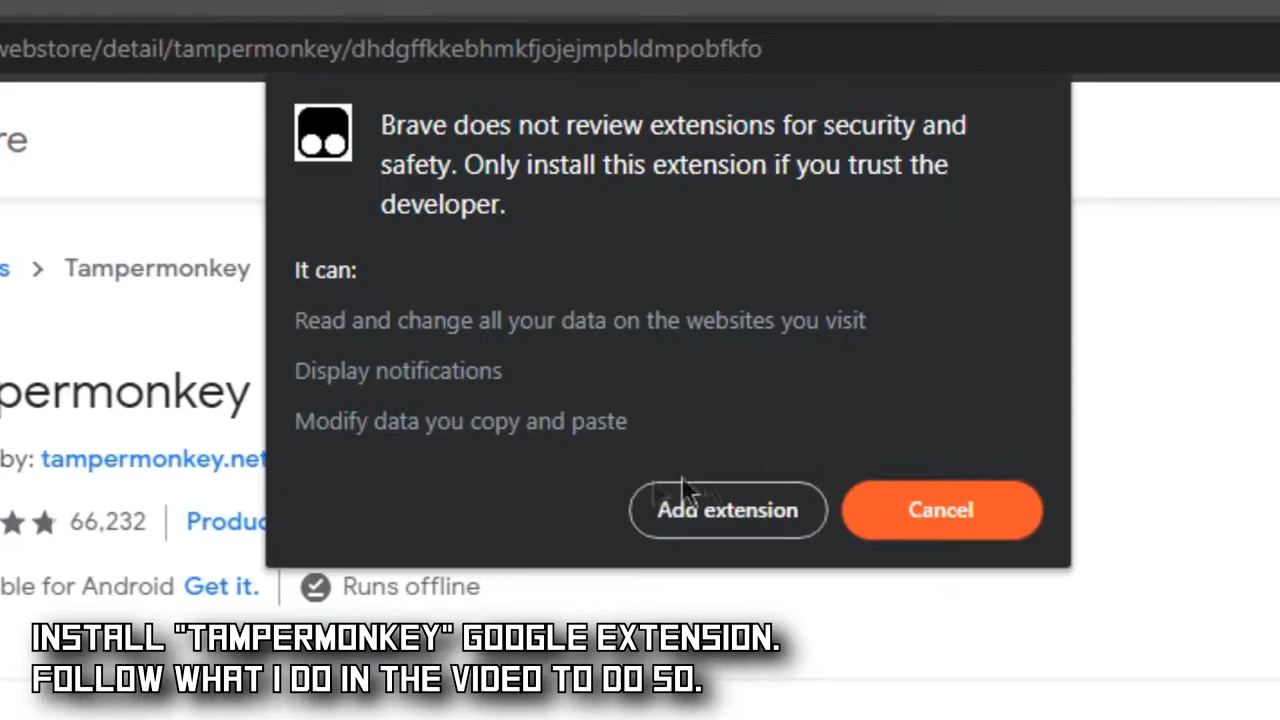 webstore/detail/tampermonkey/dhdgffkkebhmkfjojejmpbldmpobfkfo
re
Brave does not review extensions for security and
safety. Only install this extension if you trust the
developer.
s > Tampermonkey
It can:
Read and change all your data on the websites you visit
Display notifications
permonkey
Modify data you copy and paste
by: tampermonkey.net
Add extension
Cancel
66,232
Produc
ble for Android Get it.
Runs offline
INSTALL "TAMPERMONKEY" GOOGLE EXTENSION.
FOLLOW WHAT I DO IN THE VIDEO TO DO SO.